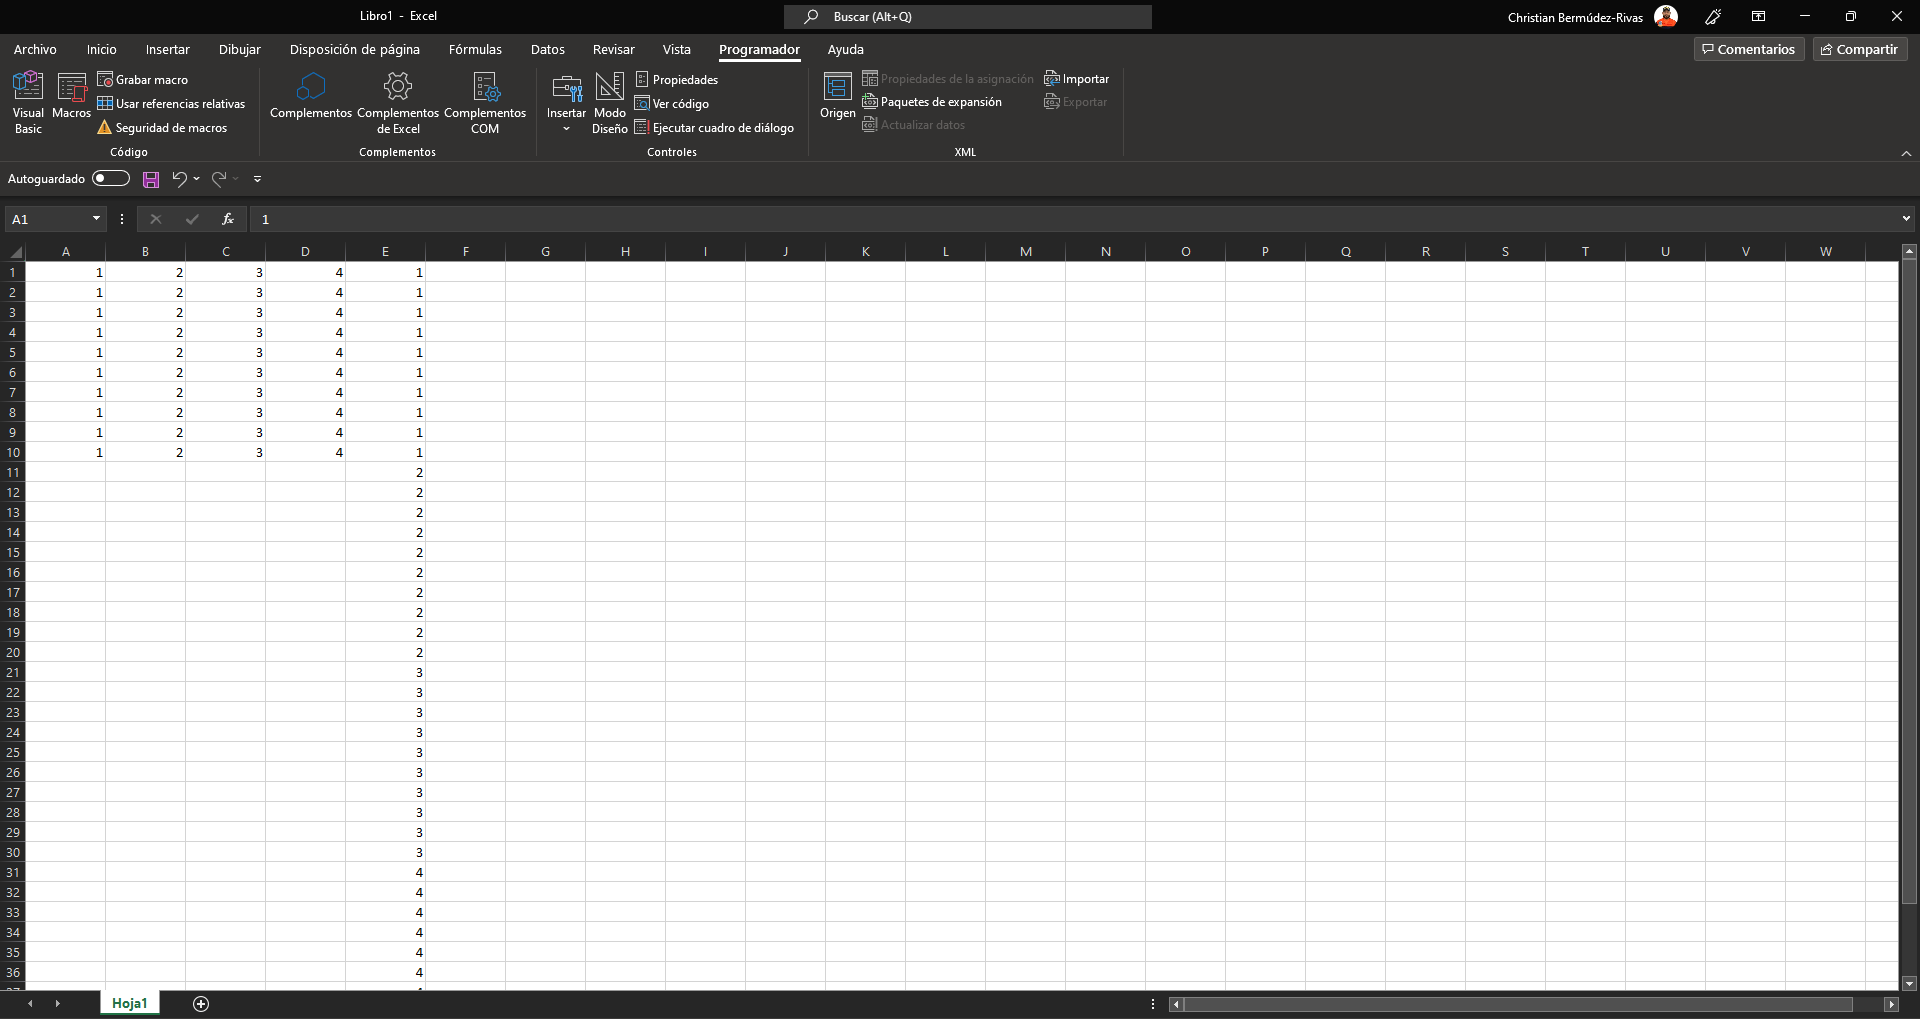 Libro1 - Excel
Buscar (Alt+Q)
Christian Bermúdez-Rivas
Archivo Inicio Insertar Dibujar Disposición de página Fórmulas Datos Revisar Vista Programador Ayuda
Comentarios Compartir
Visual Basic
Macros
Grabar macro
Usar referencias relativas
Seguridad de macros
Código
Complementos
Complementos de Excel
Complementos COM
Complementos
Insertar
Modo Diseño
Propiedades
Ver código
Ejecutar cuadro de diálogo
Controles
Origen
Propiedades de la asignación
Paquetes de expansión
Actualizar datos
Importar
Exportar
XML
Autoguardado
A1 fx 1
A B C D E F G H I J K L M N O P Q R S T U V W
1 1 2 3 4 1
2 1 2 3 4 1
3 1 2 3 4 1
4 1 2 3 4 1
5 1 2 3 4 1
6 1 2 3 4 1
7 1 2 3 4 1
8 1 2 3 4 1
9 1 2 3 4 1
10 1 2 3 4 1
11 2
12 2
13 2
14 2
15 2
16 2
17 2
18 2
19 2
20 2
21 3
22 3
23 3
24 3
25 3
26 3
27 3
28 3
29 3
30 3
31 4
32 4
33 4
34 4
35 4
36 4
Hoja1